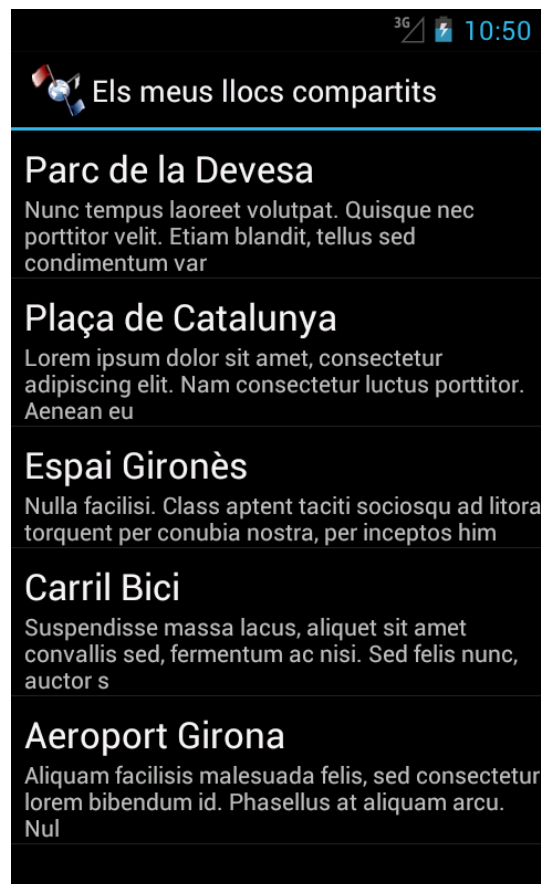 3G 10:50
Els meus llocs compartits
Parc de la Devesa
Nunc tempus laoreet volutpat. Quisque nec
porttitor velit. Etiam blandit, tellus sed
condimentum var
Plaça de Catalunya
Lorem ipsum dolor sit amet, consectetur
adipiscing elit. Nam consectetur luctus porttitor.
Aenean eu
Espai Gironès
Nulla facilisi. Class aptent taciti sociosqu ad litora
torquent per conubia nostra, per inceptos him
Carril Bici
Suspendisse massa lacus, aliquet sit amet
convallis sed, fermentum ac nisi. Sed felis nunc,
auctor s
Aeroport Girona
Aliquam facilisis malesuada felis, sed consectetur
lorem bibendum id. Phasellus at aliquam arcu.
Nul